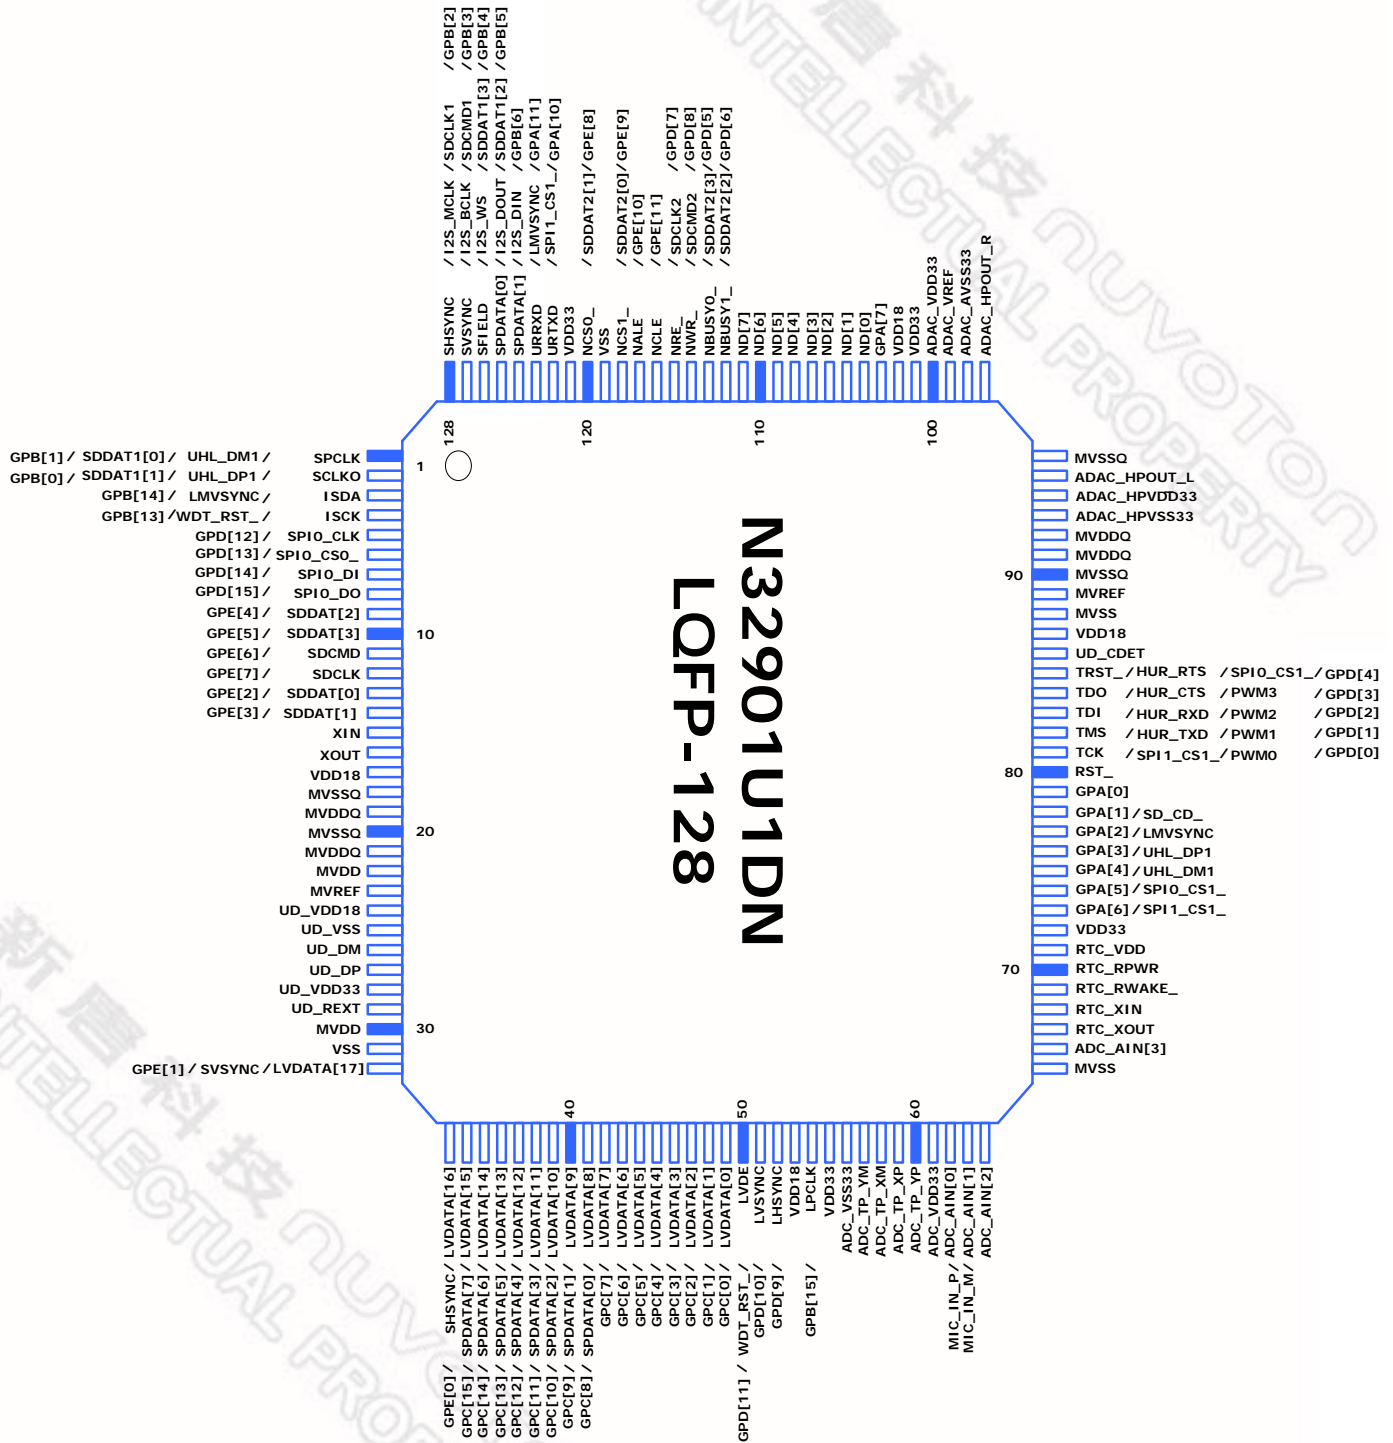 SHSYNC / I2S_MCLK / SDCLK1 / GPB[2]
SVSYNC / I2S_BCLK / SDCMD1 / GPB[3]
SFIELD / I2S_WS / SDDAT1[3] / GPB[4]
SPDATA[0] / I2S_DOUT / SDDAT1[2] / GPB[5]
SPDATA[1] / I2S_DIN / GPB[6]
URRXD / LMVSYNC / GPA[11]
URTXD / SPI1_CS1_ / GPA[10]
VDD33
NCS0_ / SDDAT2[1] / GPE[8]
VSS
NCS1_ / SDDAT2[0] / GPE[9]
NALE / GPE[10]
NCLE / GPE[11]
NRE_ / SDCLK2 / GPD[7]
NWR_ / SDCMD2 / GPD[8]
NBUSY0_ / SDDAT2[3] / GPD[5]
NBUSY1_ / SDDAT2[2] / GPD[6]
ND[7]
ND[6]
ND[5]
ND[4]
ND[3]
ND[2]
ND[1]
ND[0]
GPA[7]
VDD18
VDD33
ADAC_VDD33
ADAC_VREF
ADAC_AVSS33
ADAC_HPOUT_R
128
120
110
100
GPB[1] / SDDAT1[0] / UHL_DM1 / SPCLK
GPB[0] / SDDAT1[1] / UHL_DP1 / SCLKO
GPB[14] / LMVSYNC / ISDA
GPB[13] / WDT_RST_ / ISCK
GPD[12] / SPI0_CLK
GPD[13] / SPI0_CS0_
GPD[14] / SPI0_DI
GPD[15] / SPI0_DO
GPE[4] / SDDAT[2]
GPE[5] / SDDAT[3]
GPE[6] / SDCMD
GPE[7] / SDCLK
GPE[2] / SDDAT[0]
GPE[3] / SDDAT[1]
XIN
XOUT
VDD18
MVSSQ
MVDDQ
MVSSQ
MVDDQ
MVDD
MVREF
UD_VDD18
UD_VSS
UD_DM
UD_DP
UD_VDD33
UD_REXT
MVDD
VSS
GPE[1] / SVSYNC / LVDATA[17]
1
10
20
30
N32901U1DN
LQFP-128
90
80
70
MVSSQ
ADAC_HPOUT_L
ADAC_HPVDD33
ADAC_HPVSS33
MVDDQ
MVDDQ
MVSSQ
MVREF
MVSS
VDD18
UD_CDET
TRST_ / HUR_RTS / SPI0_CS1_ / GPD[4]
TDO / HUR_CTS / PWM3 / GPD[3]
TDI / HUR_RXD / PWM2 / GPD[2]
TMS / HUR_TXD / PWM1 / GPD[1]
TCK / SPI1_CS1_ / PWM0 / GPD[0]
RST_
GPA[0]
GPA[1] / SD_CD_
GPA[2] / LMVSYNC
GPA[3] / UHL_DP1
GPA[4] / UHL_DM1
GPA[5] / SPI0_CS1_
GPA[6] / SPI1_CS1_
VDD33
RTC_VDD
RTC_RPWR
RTC_RWAKE_
RTC_XIN
RTC_XOUT
ADC_AIN[3]
MVSS
40
50
60
GPE[0] / SHSYNC / LVDATA[16]
GPC[15] / SPDATA[7] / LVDATA[15]
GPC[14] / SPDATA[6] / LVDATA[14]
GPC[13] / SPDATA[5] / LVDATA[13]
GPC[12] / SPDATA[4] / LVDATA[12]
GPC[11] / SPDATA[3] / LVDATA[11]
GPC[10] / SPDATA[2] / LVDATA[10]
GPC[9] / SPDATA[1] / LVDATA[9]
GPC[8] / SPDATA[0] / LVDATA[8]
GPC[7] / LVDATA[7]
GPC[6] / LVDATA[6]
GPC[5] / LVDATA[5]
GPC[4] / LVDATA[4]
GPC[3] / LVDATA[3]
GPC[2] / LVDATA[2]
GPC[1] / LVDATA[1]
GPC[0] / LVDATA[0]
GPD[11] / WDT_RST_ / LVDE
GPD[10] / LVSYNC
GPD[9] / LHSYNC
VDD18
GPB[15] / LPCLK
VDD33
ADC_VSS33
ADC_TP_YM
ADC_TP_XM
ADC_TP_XP
ADC_TP_YP
ADC_VDD33
MIC_IN_P / ADC_AIN[0]
MIC_IN_M / ADC_AIN[1]
ADC_AIN[2]
唐科技 nuvoton
INTELLECTUAL PROPERTY
新唐科技 nuvo
INTELLECTUAL PROP